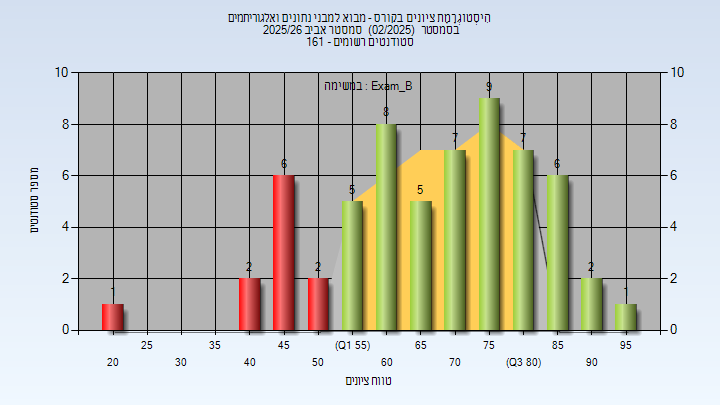 היסטוגרמת ציונים בקורס - מבוא למבני נתונים ואלגוריתמים
בסמסטר (02/2025) סמסטר אביב 2025/26
סטודנטים רשומים - 161
במשימה : Exam_B
10 10
8 8
6 6
4 4
2 2
0 0
מספר סטודנטים
1 2 6 2 5 8 5 7 9 7 6 2 1
25 35 45 (Q1 55) 65 75 85 95
20 30 40 50 60 70 (Q3 80) 90
טווח ציונים